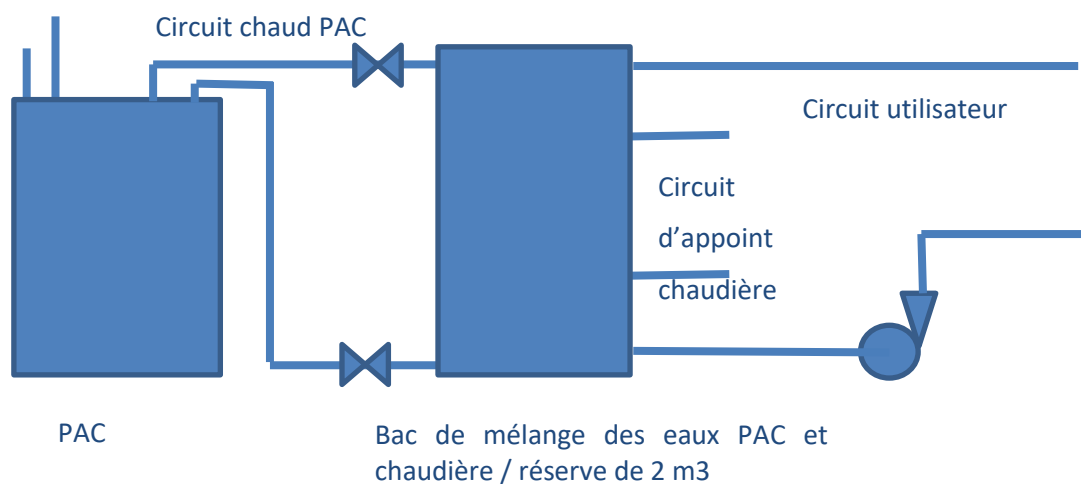 Circuit chaud PAC
Circuit utilisateur
Circuit
d’appoint
chaudière
PAC
Bac de mélange des eaux PAC et
chaudière / réserve de 2 m3